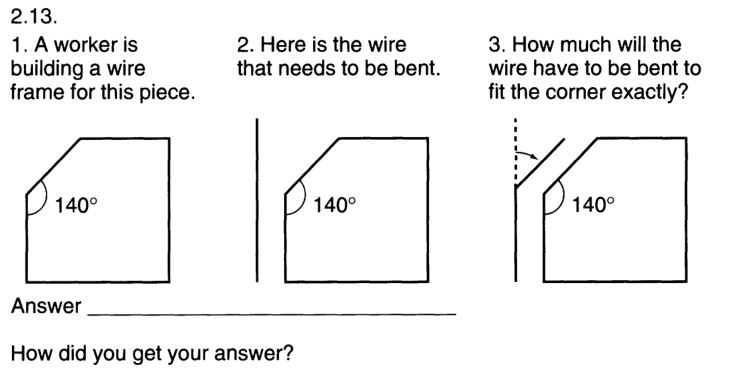 2.13.
1. A worker is
building a wire
frame for this piece.
2. Here is the wire
that needs to be bent.
3. How much will the
wire have to be bent to
fit the corner exactly?
140°
140°
140°
Answer
How did you get your answer?